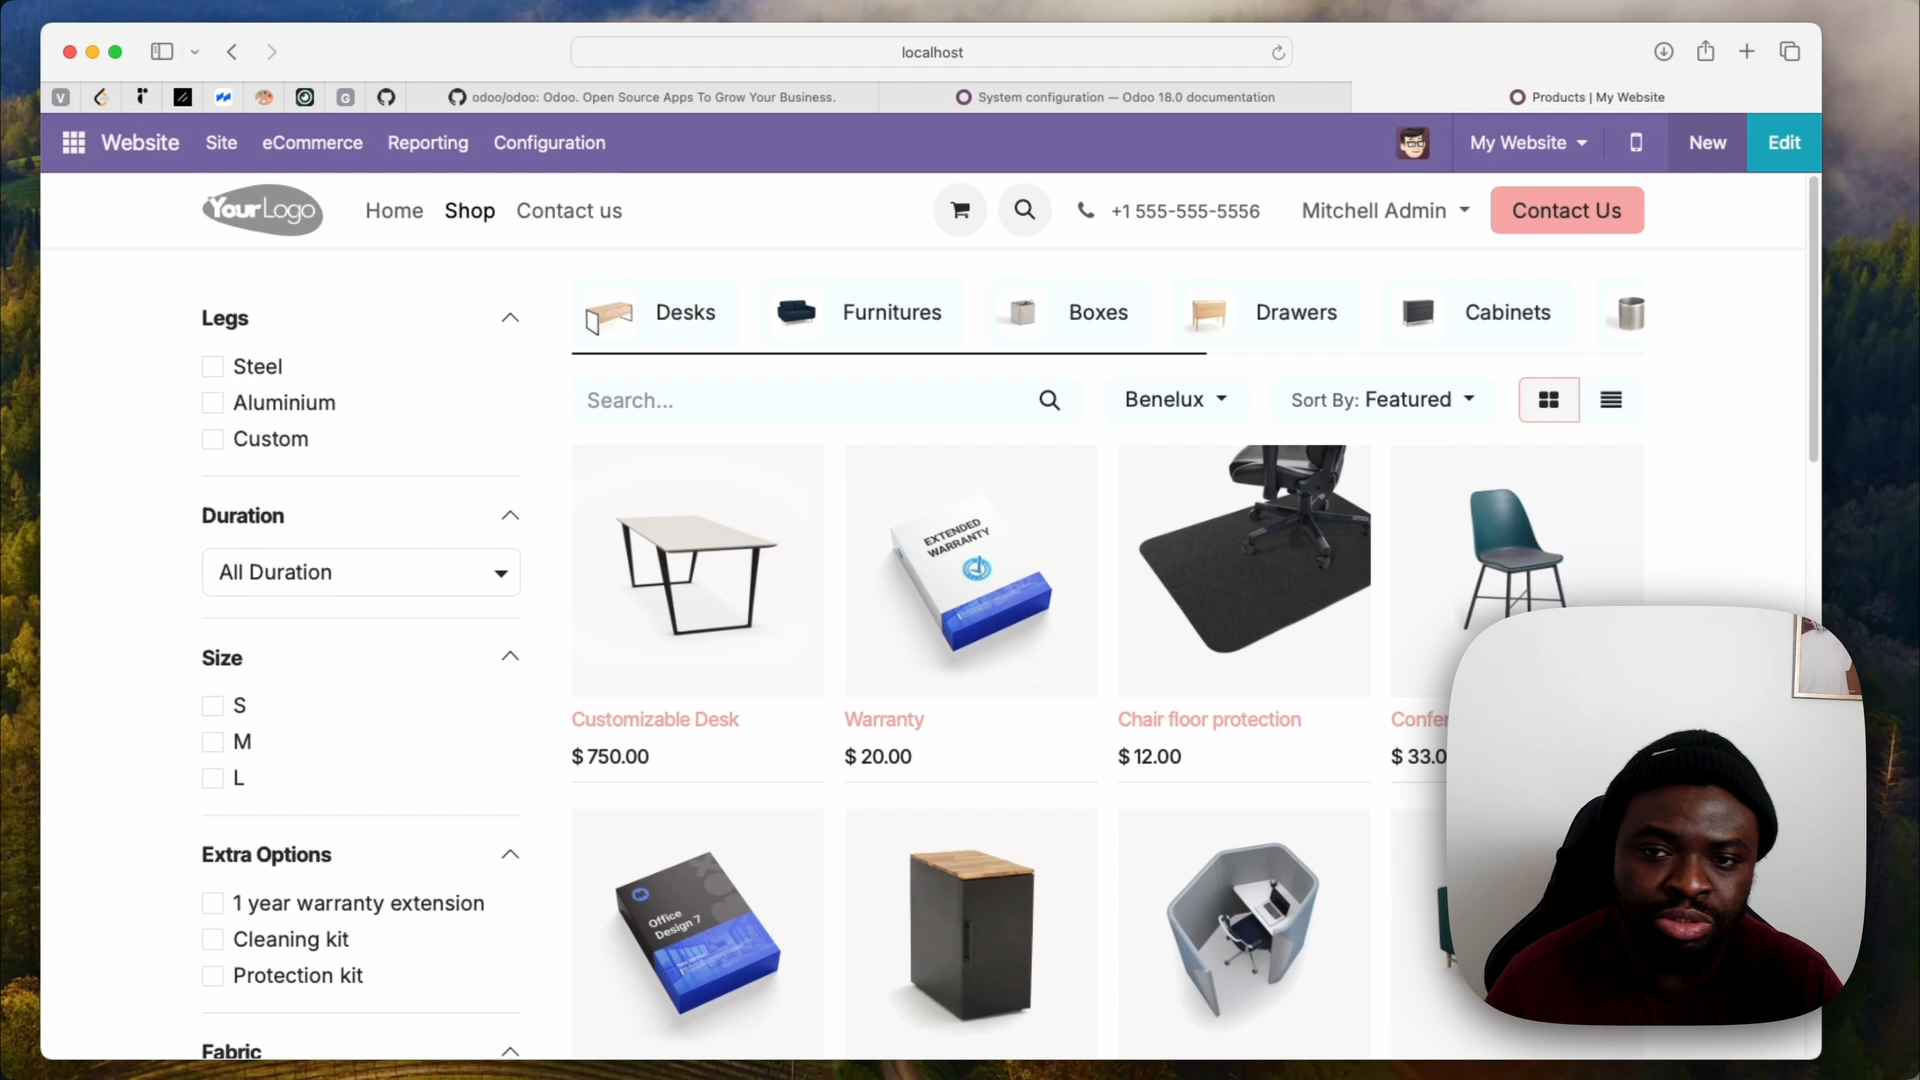 localhost
V
G
odoo/odoo: Odoo. Open Source Apps To Grow Your Business.
System configuration — Odoo 18.0 documentation
Products | My Website
Website
Site
eCommerce
Reporting
Configuration
My Website
New
Edit
YourLogo
Home
Shop
Contact us
+1 555-555-5556
Mitchell Admin
Contact Us
Desks
Furnitures
Boxes
Drawers
Cabinets
Search...
Benelux
Sort By: Featured
Legs
Steel
Aluminium
Custom
Duration
All Duration
Size
S
M
L
Extra Options
1 year warranty extension
Cleaning kit
Protection kit
Fabric
EXTENDED
WARRANTY
Customizable Desk
$ 750.00
Warranty
$ 20.00
Chair floor protection
$ 12.00
Confer
$ 33.0
Office
Design 7